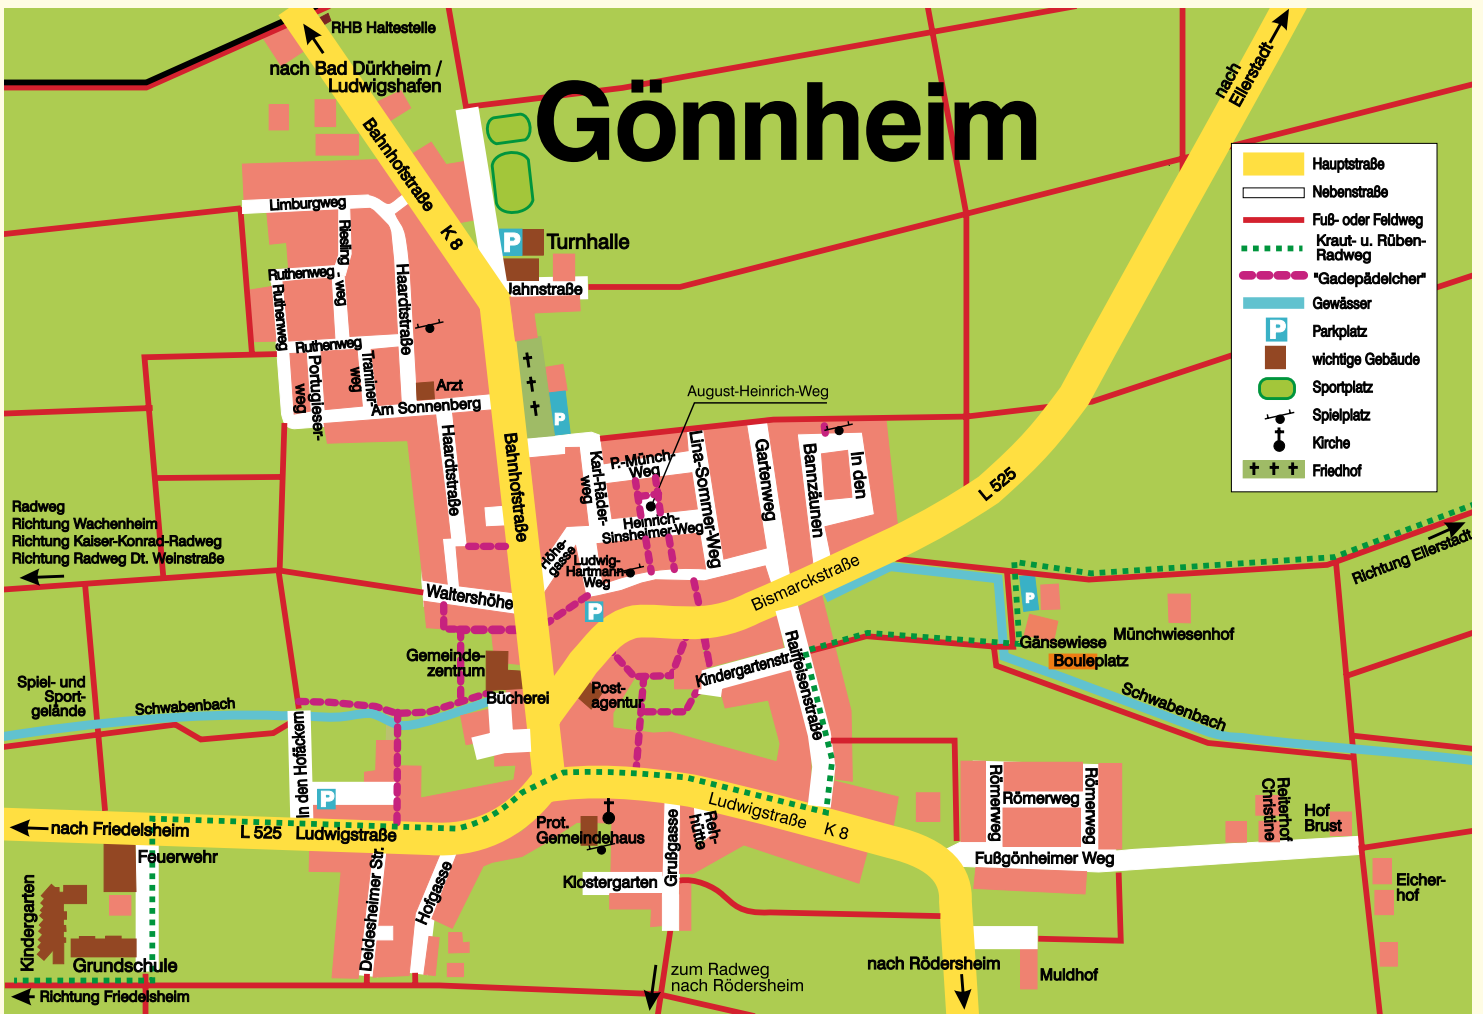 RHB Haltestelle
nach Bad Dürkheim /
Ludwigshafen
Gönnheim
nach
Ellerstadt
Bahnhofstraße
K 8
Limburgweg
Riesling-
weg
Ruthenweg
Ruthenweg
Haardtstraße
Ruthenweg
Portugieser-
weg
Traminer-
weg
Arzt
Am Sonnenberg
Turnhalle
P
Jahnstraße
P
Hauptstraße
Nebenstraße
Fuß- oder Feldweg
Kraut- u. Rüben-
Radweg
"Gadepädelcher"
Gewässer
P
Parkplatz
wichtige Gebäude
Sportplatz
Spielplatz
Kirche
Friedhof
August-Heinrich-Weg
Haardtstraße
Bahnhofstraße
Karl-Räder-
weg
P.-Münch-
Weg
Lina-Sommer-Weg
Gartenweg
Bannzäunen
In den
Heinrich-
Sinsheimer-Weg
Höhe-
gasse
Ludwig-
Hartmann-
Weg
P
L 525
Radweg
Richtung Wachenheim
Richtung Kaiser-Konrad-Radweg
Richtung Radweg Dt. Weinstraße
Waltershöhe
Bismarckstraße
Richtung Ellerstadt
P
Gänsewiese
Bouleplatz
Münchwiesenhof
Schwabenbach
Gemeinde-
zentrum
Bücherei
Post-
agentur
Kindergartenstr.
Raiffeisenstraße
Spiel- und
Sport-
gelände
Schwabenbach
In den Hofäckern
P
nach Friedelsheim
L 525
Ludwigstraße
Ludwigstraße
K 8
Prot.
Gemeindehaus
Grußgasse
Reh-
hütte
Klostergarten
Römerweg
Römerweg
Römerweg
Fußgönheimer Weg
Reiterhof
Christine
Hof
Brust
Eicher-
hof
Feuerwehr
Kindergarten
Grundschule
Deidesheimer Str.
Hofgasse
Richtung Friedelsheim
zum Radweg
nach Rödersheim
nach Rödersheim
Muldhof